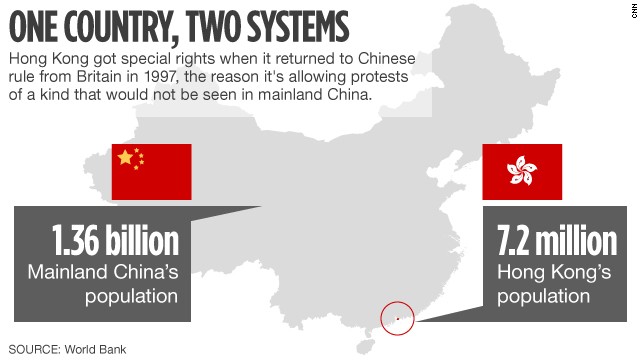 ONE COUNTRY, TWO SYSTEMS
Hong Kong got special rights when it returned to Chinese
rule from Britain in 1997, the reason it's allowing protests
of a kind that would not be seen in mainland China.
1.36 billion
Mainland China's
population
7.2 million
Hong Kong's
population
SOURCE: World Bank
CNN